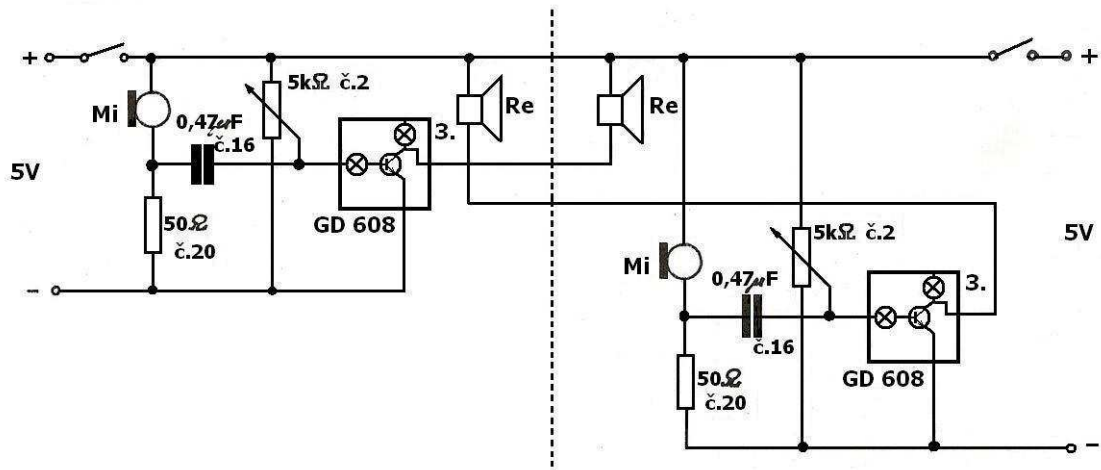 +
+
Mi
5kΩ č.2
Re
Re
0,47µF
č.16
3.
5V
GD 608
50Ω
č.20
-
5V
Mi
5kΩ č.2
0,47µF
č.16
3.
GD 608
50Ω
č.20
-